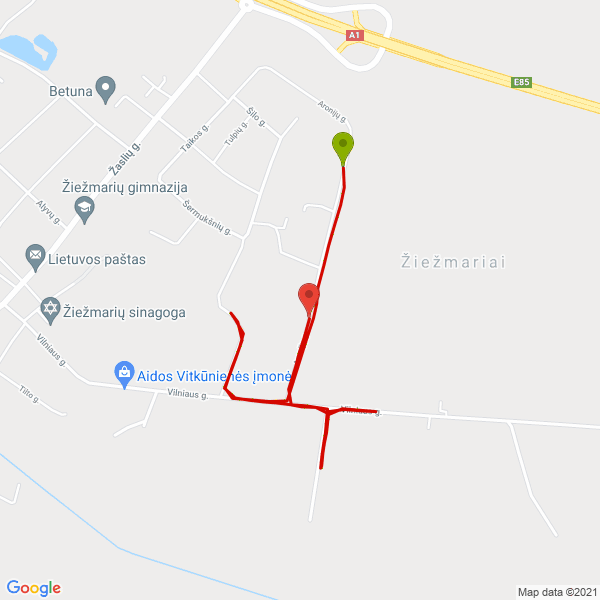 A1
E85
Betuna
Aronijų g.
Šilo g.
Tulpių g.
Taikos g.
Žaslių g.
Žiežmarių gimnazija
Alyvų g.
Šermukšnių g.
Lietuvos paštas
Žiežmariai
Žiežmarių sinagoga
Vilniaus g.
Aidos Vitkūnienės įmonė
Tilto g.
Vilniaus g.
Vilniaus g.
Google
Map data ©2021